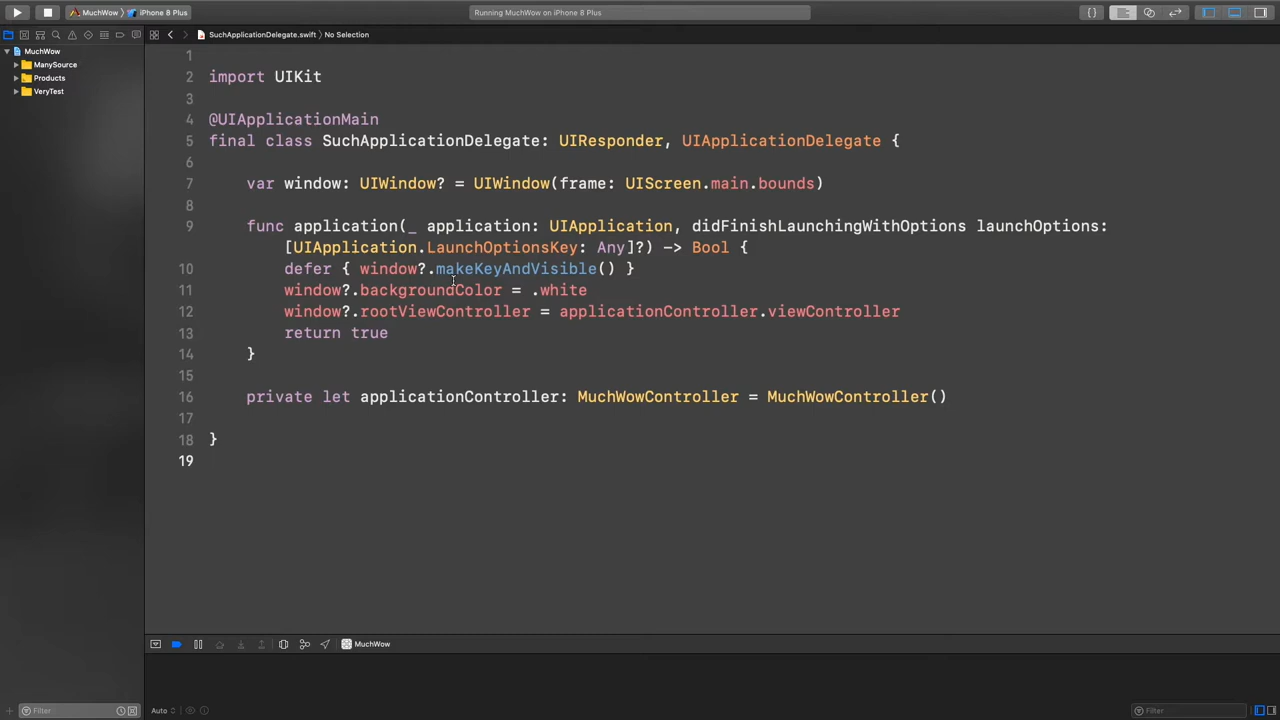 MuchWow 〉 iPhone 8 Plus
Running MuchWow on iPhone 8 Plus
{ }
SuchApplicationDelegate.swift 〉 No Selection
MuchWow
ManySource
Products
VeryTest
1
2 import UIKit
3
4 @UIApplicationMain
5 final class SuchApplicationDelegate: UIResponder, UIApplicationDelegate {
6
7 var window: UIWindow? = UIWindow(frame: UIScreen.main.bounds)
8
9 func application(_ application: UIApplication, didFinishLaunchingWithOptions launchOptions:
[UIApplication.LaunchOptionsKey: Any]?) -> Bool {
10 defer { window?.makeKeyAndVisible() }
11 window?.backgroundColor = .white
12 window?.rootViewController = applicationController.viewController
13 return true
14 }
15
16 private let applicationController: MuchWowController = MuchWowController()
17
18 }
19
MuchWow
Filter
Auto
Filter